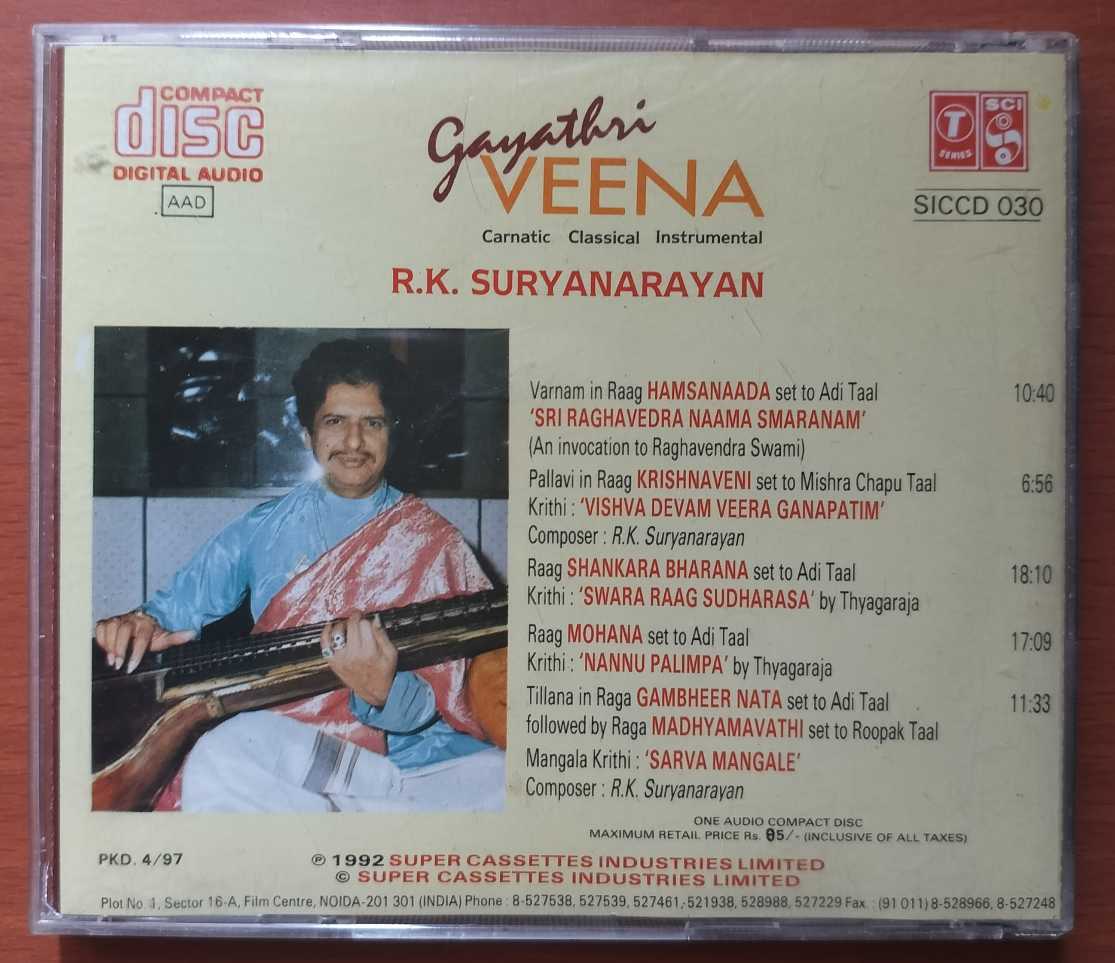 COMPACT
disc
DIGITAL AUDIO
AAD
Gayathri
VEENA
Carnatic Classical Instrumental
R.K. SURYANARAYAN
T
SERIES
SCI
SICCD 030
Varnam in Raag HAMSANAADA set to Adi Taal 10:40
‘SRI RAGHAVEDRA NAAMA SMARANAM’
(An invocation to Raghavendra Swami)
Pallavi in Raag KRISHNAVENI set to Mishra Chapu Taal 6:56
Krithi : ‘VISHVA DEVAM VEERA GANAPATIM’
Composer : R.K. Suryanarayan
Raag SHANKARA BHARANA set to Adi Taal 18:10
Krithi : ‘SWARA RAAG SUDHARASA’ by Thyagaraja
Raag MOHANA set to Adi Taal 17:09
Krithi : ‘NANNU PALIMPA’ by Thyagaraja
Tillana in Raga GAMBHEER NATA set to Adi Taal 11:33
followed by Raga MADHYAMAVATHI set to Roopak Taal
Mangala Krithi : ‘SARVA MANGALE’
Composer : R.K. Suryanarayan
ONE AUDIO COMPACT DISC
MAXIMUM RETAIL PRICE Rs. /- (INCLUSIVE OF ALL TAXES)
PKD. 4/97
℗ 1992 SUPER CASSETTES INDUSTRIES LIMITED
© SUPER CASSETTES INDUSTRIES LIMITED
Plot No. 1, Sector 16-A, Film Centre, NOIDA-201 301 (INDIA) Phone : 8-527538, 527539, 527461, 521938, 528988, 527229 Fax : (91 011) 8-528966, 8-527248